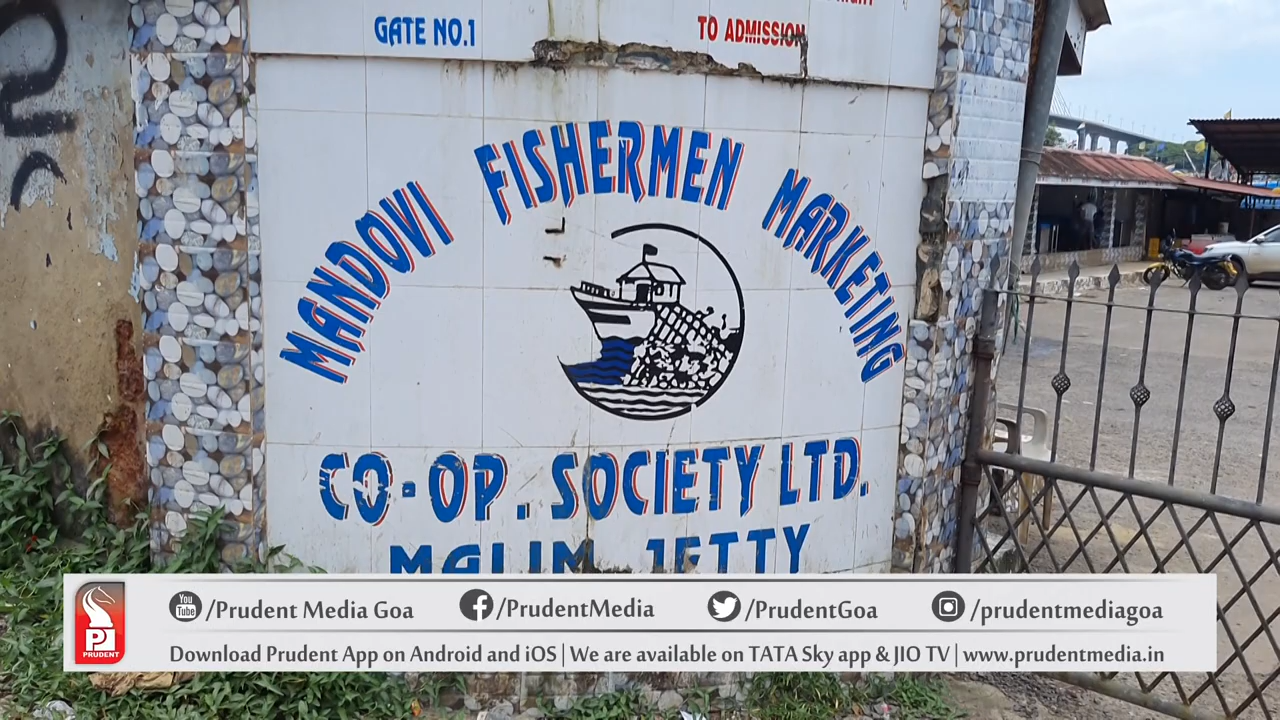 GATE NO.1
TO ADMISSION
MANDOVI FISHERMEN MARKETING
CO-OP. SOCIETY LTD.
MALIM JETTY
You Tube /Prudent Media Goa
/PrudentMedia
/PrudentGoa
/prudentmediagoa
PRUDENT
Download Prudent App on Android and iOS | We are available on TATA Sky app & JIO TV | www.prudentmedia.in